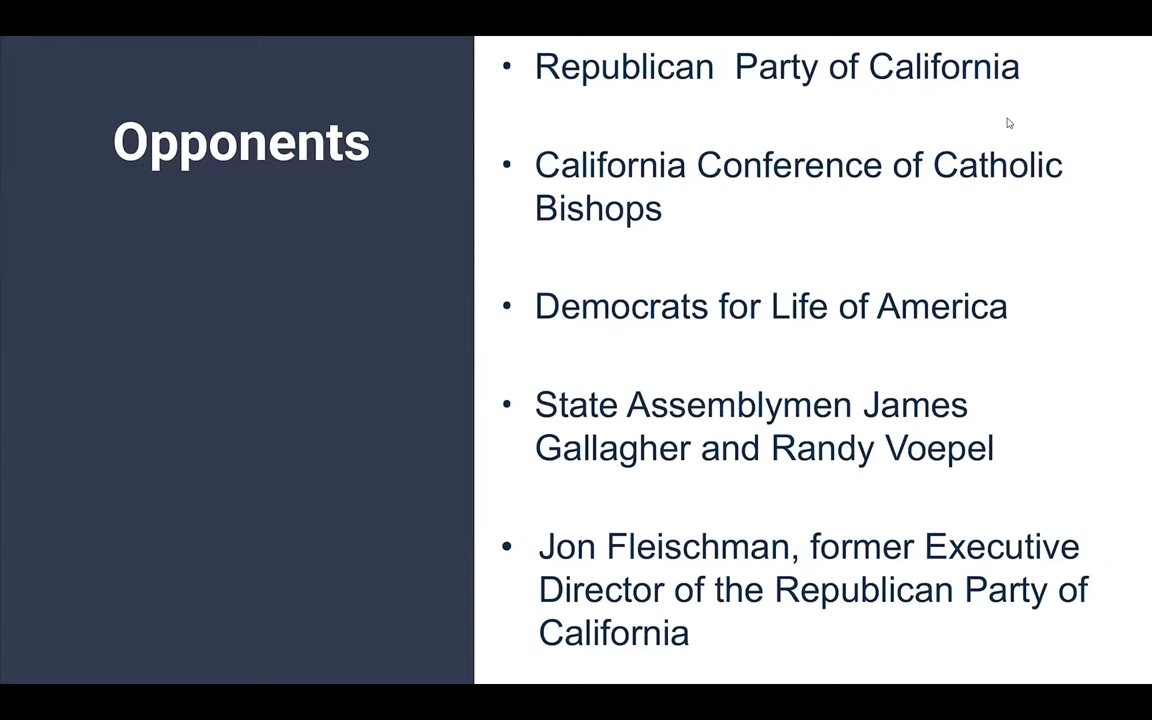 Opponents
• Republican  Party of California
• California Conference of Catholic
Bishops
• Democrats for Life of America
• State Assemblymen James
Gallagher and Randy Voepel
• Jon Fleischman, former Executive
Director of the Republican Party of
California